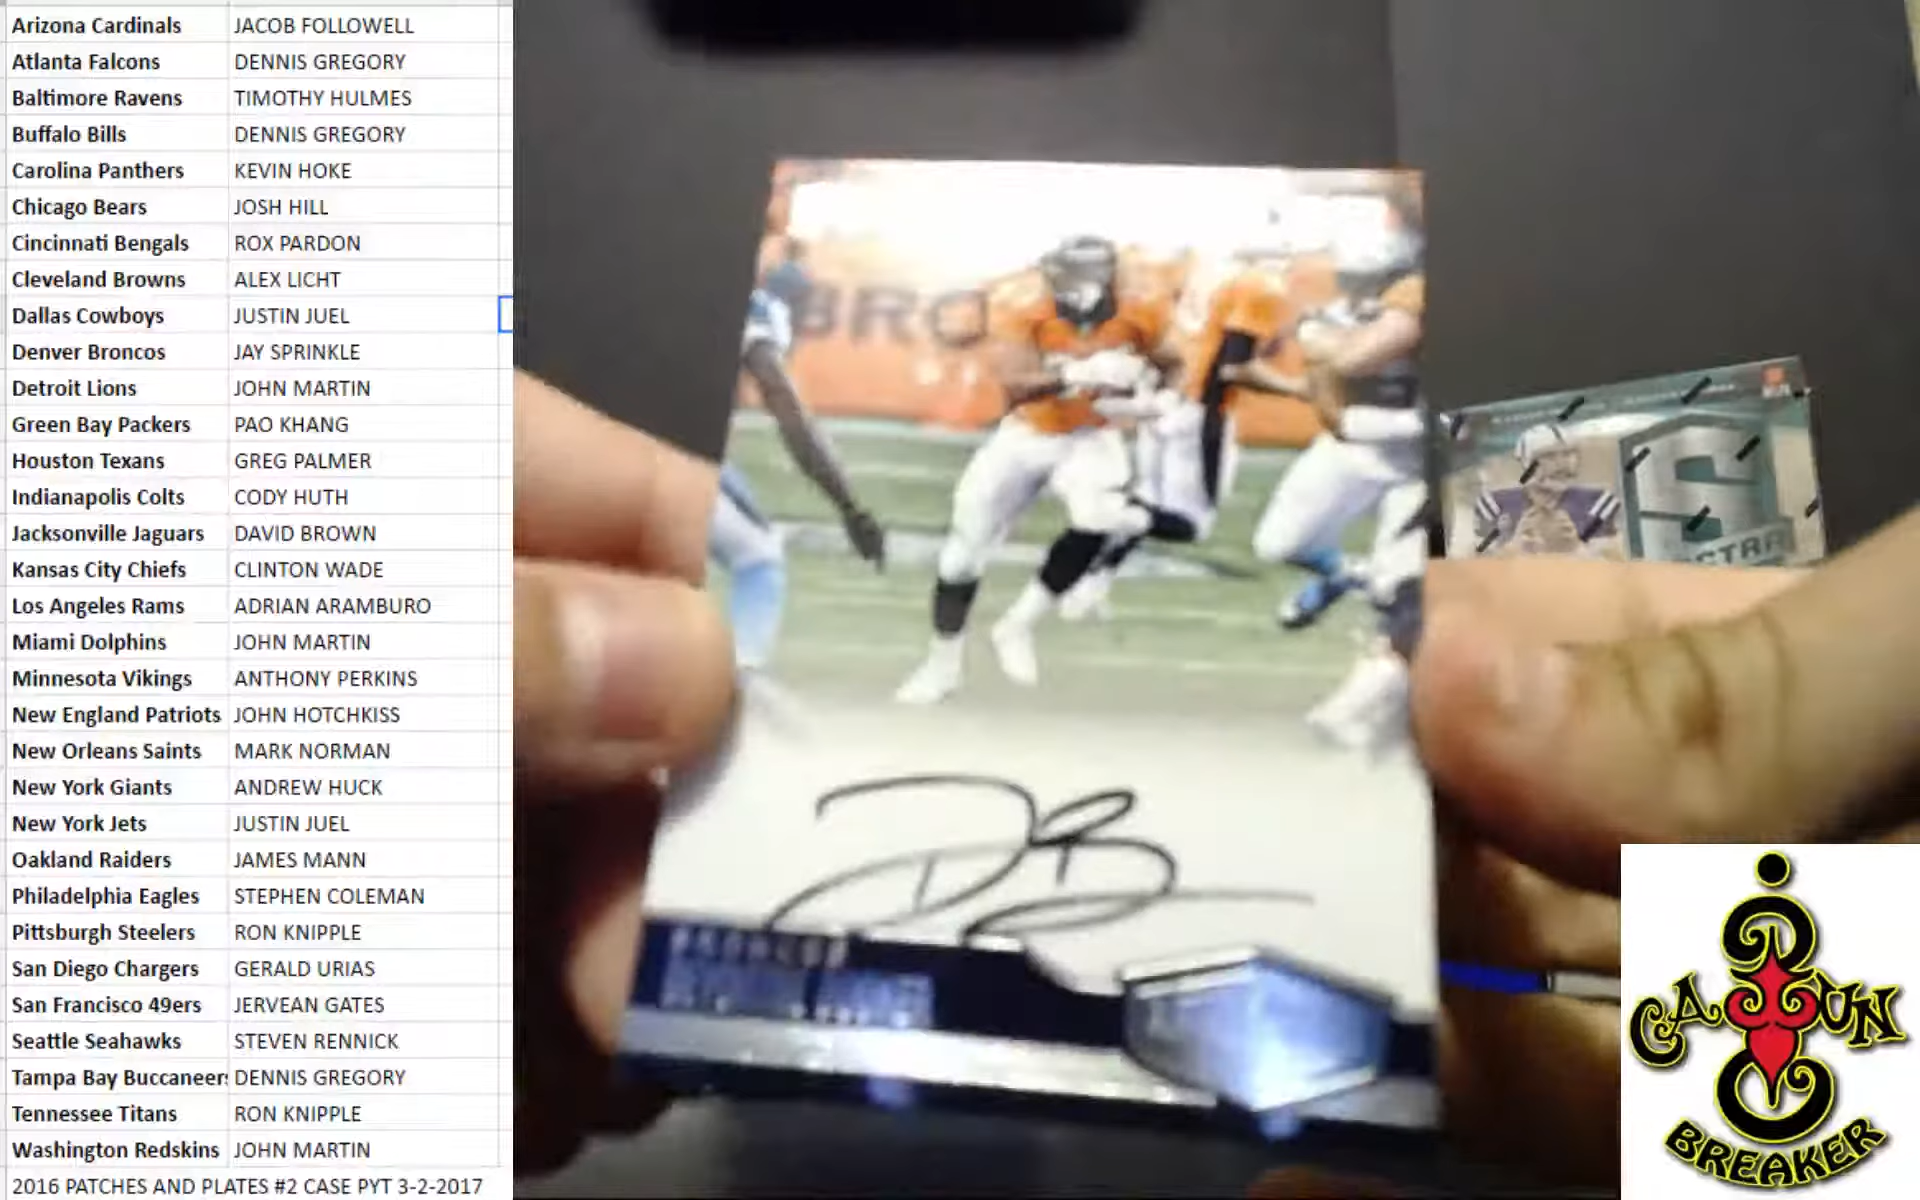 Arizona Cardinals JACOB FOLLOWELL
Atlanta Falcons DENNIS GREGORY
Baltimore Ravens TIMOTHY HULMES
Buffalo Bills DENNIS GREGORY
Carolina Panthers KEVIN HOKE
Chicago Bears JOSH HILL
Cincinnati Bengals ROX PARDON
Cleveland Browns ALEX LICHT
Dallas Cowboys JUSTIN JUEL
Denver Broncos JAY SPRINKLE
Detroit Lions JOHN MARTIN
Green Bay Packers PAO KHANG
Houston Texans GREG PALMER
Indianapolis Colts CODY HUTH
Jacksonville Jaguars DAVID BROWN
Kansas City Chiefs CLINTON WADE
Los Angeles Rams ADRIAN ARAMBURO
Miami Dolphins JOHN MARTIN
Minnesota Vikings ANTHONY PERKINS
New England Patriots JOHN HOTCHKISS
New Orleans Saints MARK NORMAN
New York Giants ANDREW HUCK
New York Jets JUSTIN JUEL
Oakland Raiders JAMES MANN
Philadelphia Eagles STEPHEN COLEMAN
Pittsburgh Steelers RON KNIPPLE
San Diego Chargers GERALD URIAS
San Francisco 49ers JERVEAN GATES
Seattle Seahawks STEVEN RENNICK
Tampa Bay Buccaneers DENNIS GREGORY
Tennessee Titans RON KNIPPLE
Washington Redskins JOHN MARTIN
2016 PATCHES AND PLATES #2 CASE PYT 3-2-2017
BRO
BRONCOS
CAJUN
BREAKER